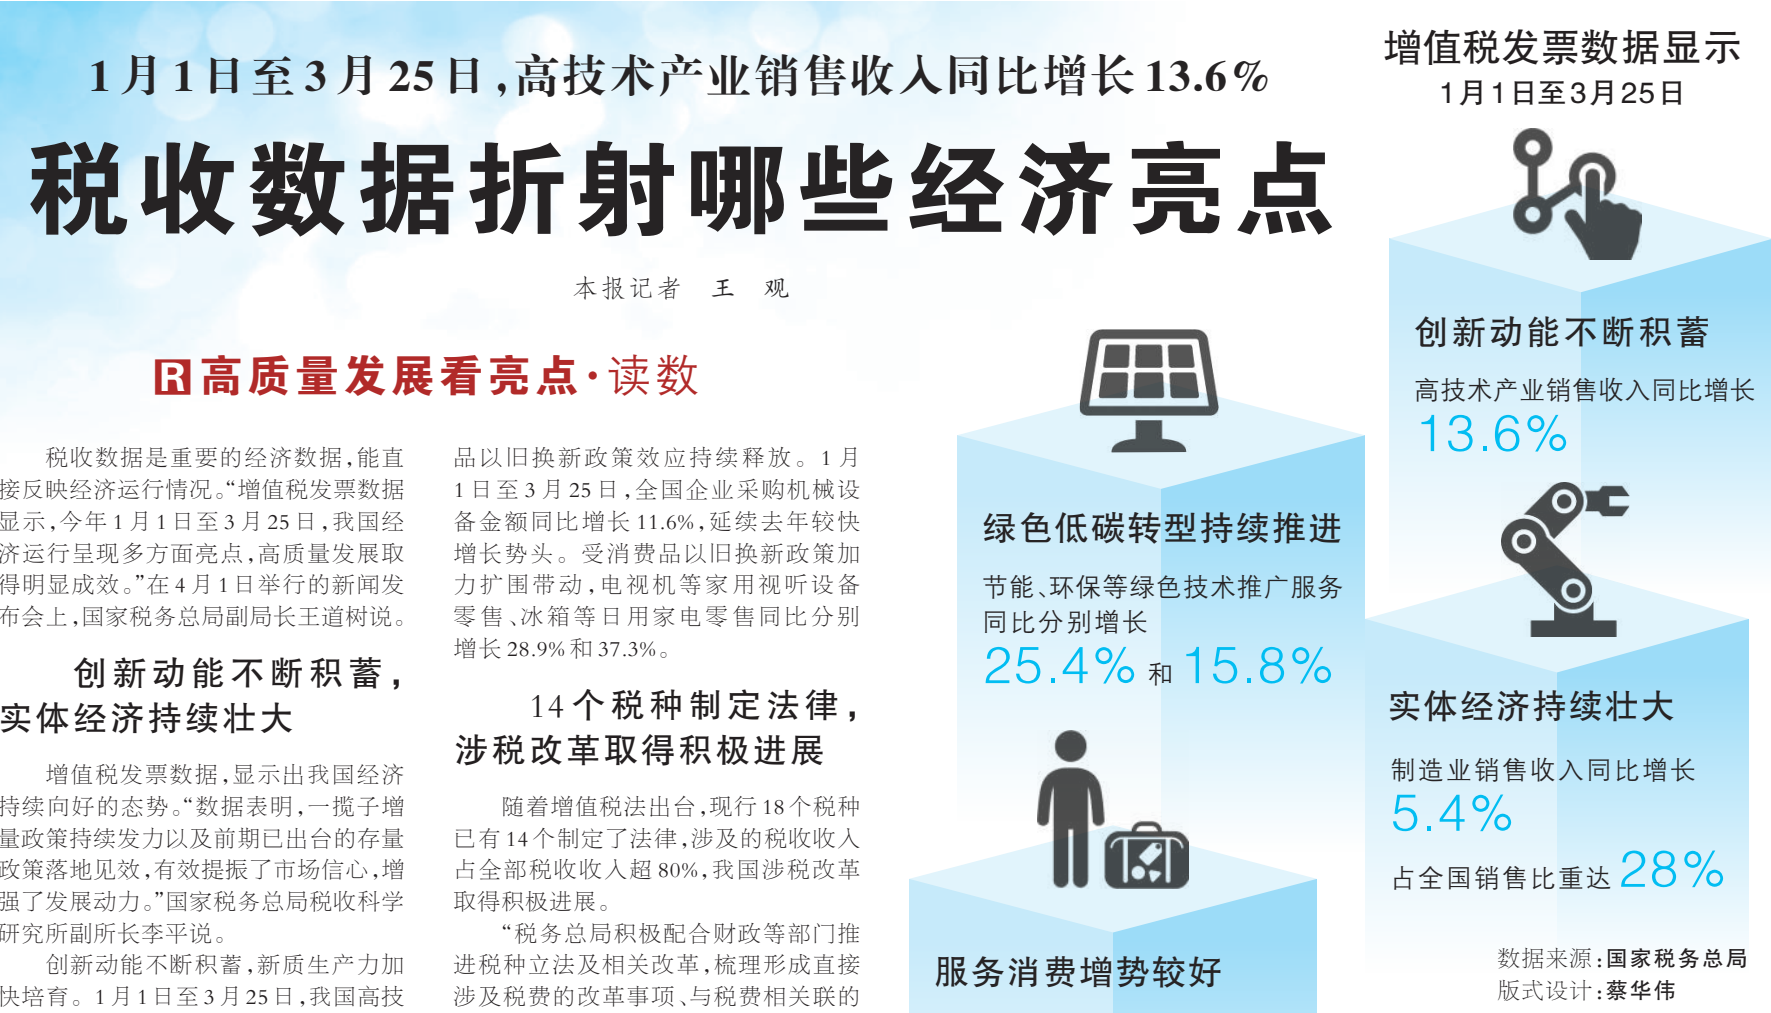 1月1日至3月25日，高技术产业销售收入同比增长13.6%
税收数据折射哪些经济亮点
本报记者 王 观
R高质量发展看亮点·读数
税收数据是重要的经济数据，能直
接反映经济运行情况。“增值税发票数据
显示，今年1月1日至3月25日，我国经
济运行呈现多方面亮点，高质量发展取
得明显成效。”在4月1日举行的新闻发
布会上，国家税务总局副局长王道树说。
创新动能不断积蓄，
实体经济持续壮大
增值税发票数据，显示出我国经济
持续向好的态势。“数据表明，一揽子增
量政策持续发力以及前期已出台的存量
政策落地见效，有效提振了市场信心，增
强了发展动力。”国家税务总局税收科学
研究所副所长李平说。
创新动能不断积蓄，新质生产力加
快培育。1月1日至3月25日，我国高技
品以旧换新政策效应持续释放。1月
1日至3月25日，全国企业采购机械设
备金额同比增长11.6%，延续去年较快
增长势头。受消费品以旧换新政策加
力扩围带动，电视机等家用视听设备
零售、冰箱等日用家电零售同比分别
增长28.9%和37.3%。
14个税种制定法律，
涉税改革取得积极进展
随着增值税法出台，现行18个税种
已有14个制定了法律，涉及的税收收入
占全部税收收入超80%，我国涉税改革
取得积极进展。
“税务总局积极配合财政等部门推
进税种立法及相关改革，梳理形成直接
涉及税费的改革事项、与税费相关联的
增值税发票数据显示
1月1日至3月25日
创新动能不断积蓄
高技术产业销售收入同比增长
13.6%
绿色低碳转型持续推进
节能、环保等绿色技术推广服务
同比分别增长
25.4% 和 15.8%
实体经济持续壮大
制造业销售收入同比增长
5.4%
占全国销售比重达 28%
服务消费增势较好
数据来源：国家税务总局
版式设计：蔡华伟